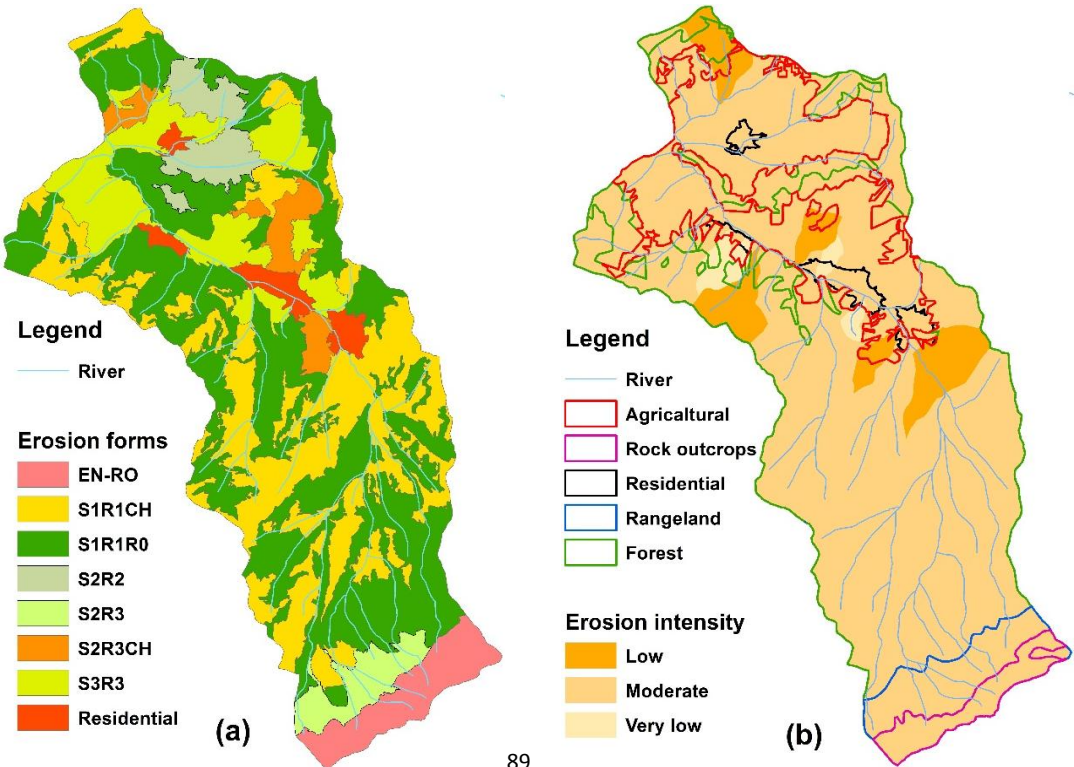 Legend
River
Erosion forms
EN-RO
S1R1CH
S1R1R0
S2R2
S2R3
S2R3CH
S3R3
Residential
(a)
Legend
River
Agricaltural
Rock outcrops
Residential
Rangeland
Forest
Erosion intensity
Low
Moderate
Very low
(b)
89